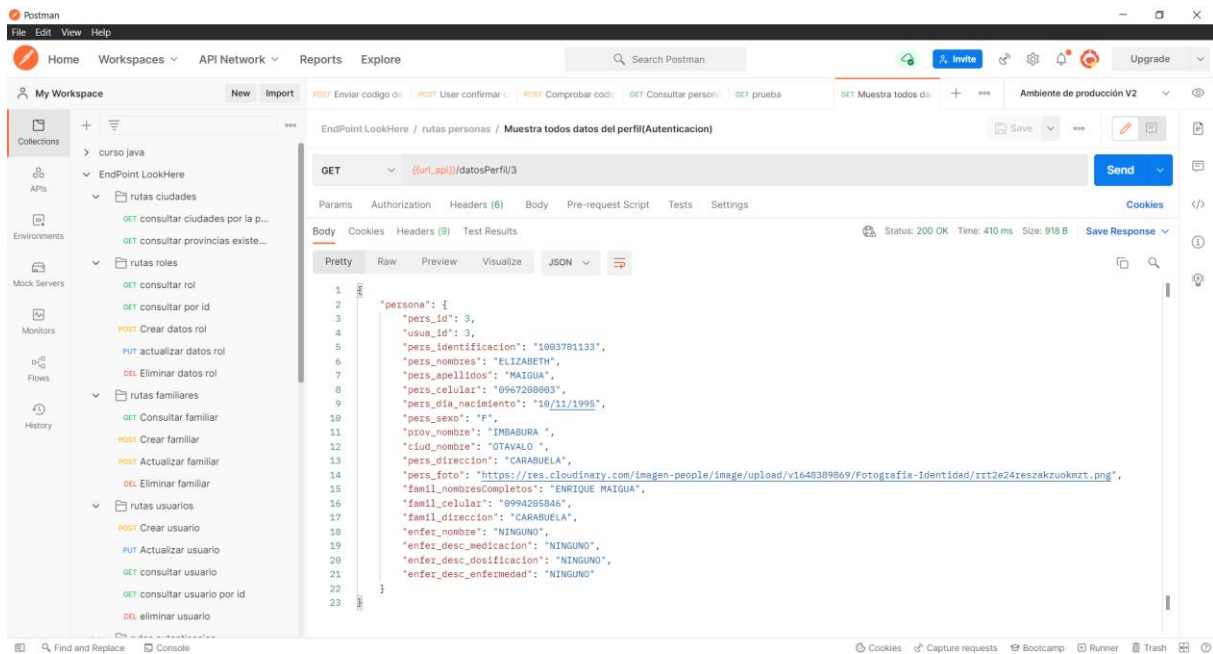 Postman
File Edit View Help
Home Workspaces API Network Reports Explore Search Postman Invite Upgrade
My Workspace New Import POST Enviar codigo de POST User confirmar c POST Comprobar codi GET Consultar person GET prueba GET Muestra todos da Ambiente de producción V2
Collections
APIs
Environments
Mock Servers
Monitors
Flows
History
curso java
EndPoint LookHere
rutas ciudades
GET consultar ciudades por la p...
GET consultar provincias existe...
rutas roles
GET consultar rol
GET consultar por id
POST Crear datos rol
PUT actualizar datos rol
DEL Eliminar datos rol
rutas familiares
GET Consultar familiar
POST Crear familiar
POST Actualizar familiar
DEL Eliminar familiar
rutas usuarios
POST Crear usuario
PUT Actualizar usuario
GET consultar usuario
GET consultar usuario por id
DEL eliminar usuario
EndPoint LookHere / rutas personas / Muestra todos datos del perfil(Autenticacion) Save
GET {{url_api}}/datosPerfil/3 Send
Params Authorization Headers (6) Body Pre-request Script Tests Settings Cookies
Body Cookies Headers (9) Test Results Status: 200 OK Time: 410 ms Size: 918 B Save Response
Pretty Raw Preview Visualize JSON
1 {
2 "persona": {
3 "pers_id": 3,
4 "usua_id": 3,
5 "pers_identificacion": "1003781133",
6 "pers_nombres": "ELIZABETH",
7 "pers_apellidos": "MAIGUA",
8 "pers_celular": "0967208003",
9 "pers_dia_nacimiento": "10/11/1995",
10 "pers_sexo": "F",
11 "prov_nombre": "IMBABURA ",
12 "ciud_nombre": "OTAVALO ",
13 "pers_direccion": "CARABUELA",
14 "pers_foto": "https://res.cloudinary.com/imagen-people/image/upload/v1648389869/Fotografia-Identidad/rrt2e24reszakzuokmzt.png",
15 "famil_nombresCompletos": "ENRIQUE MAIGUA",
16 "famil_celular": "0994205846",
17 "famil_direccion": "CARABUELA",
18 "enfer_nombre": "NINGUNO",
19 "enfer_desc_medicacion": "NINGUNO",
20 "enfer_desc_dosificacion": "NINGUNO",
21 "enfer_desc_enfermedad": "NINGUNO"
22 }
23 }
Find and Replace Console Cookies Capture requests Bootcamp Runner Trash